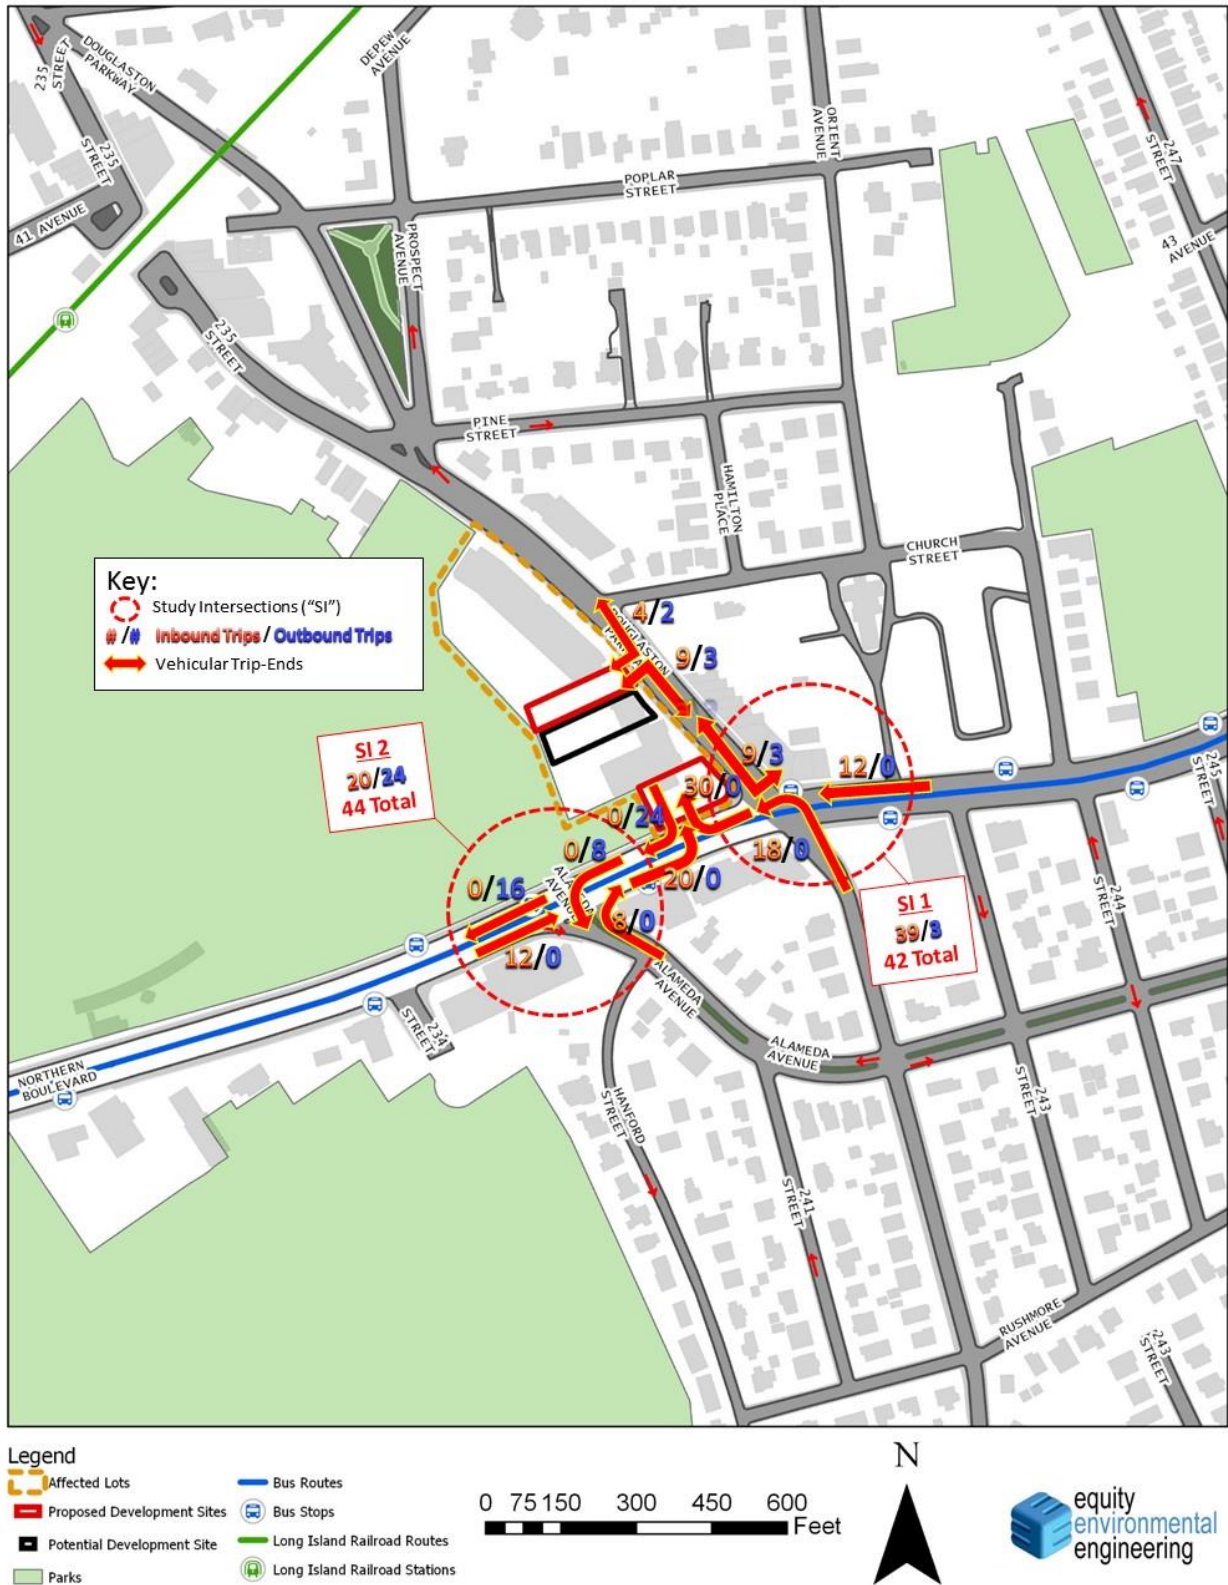 235
STREET
DOUGLASTON
PARKWAY
DEPEW
AVENUE
235
STREET
41 AVENUE
ORIENT
AVENUE
247
STREET
43
AVENUE
POPLAR
STREET
PROSPECT
AVENUE
235
STREET
PINE
STREET
HAMILTON
PLACE
CHURCH
STREET
Key:
Study Intersections ("SI")
# /# Inbound Trips / Outbound Trips
Vehicular Trip-Ends
4/2
DOUGLASTON
9/3
SI 2
20/24
44 Total
9/3
12/0
30/0
0/24
0/8
18/0
20/0
0/16
ALAMEDA
AVENUE
8/0
12/0
SI 1
39/3
42 Total
245
STREET
244
STREET
ALAMEDA
AVENUE
234
STREET
ALAMEDA
AVENUE
NORTHERN
BOULEVARD
HANFORD
STREET
243
STREET
241
STREET
RUSHMORE
AVENUE
243
STREET
Legend
Affected Lots
Proposed Development Sites
Potential Development Site
Parks
Bus Routes
Bus Stops
Long Island Railroad Routes
Long Island Railroad Stations
0 75 150 300 450 600
Feet
N
equity
environmental
engineering